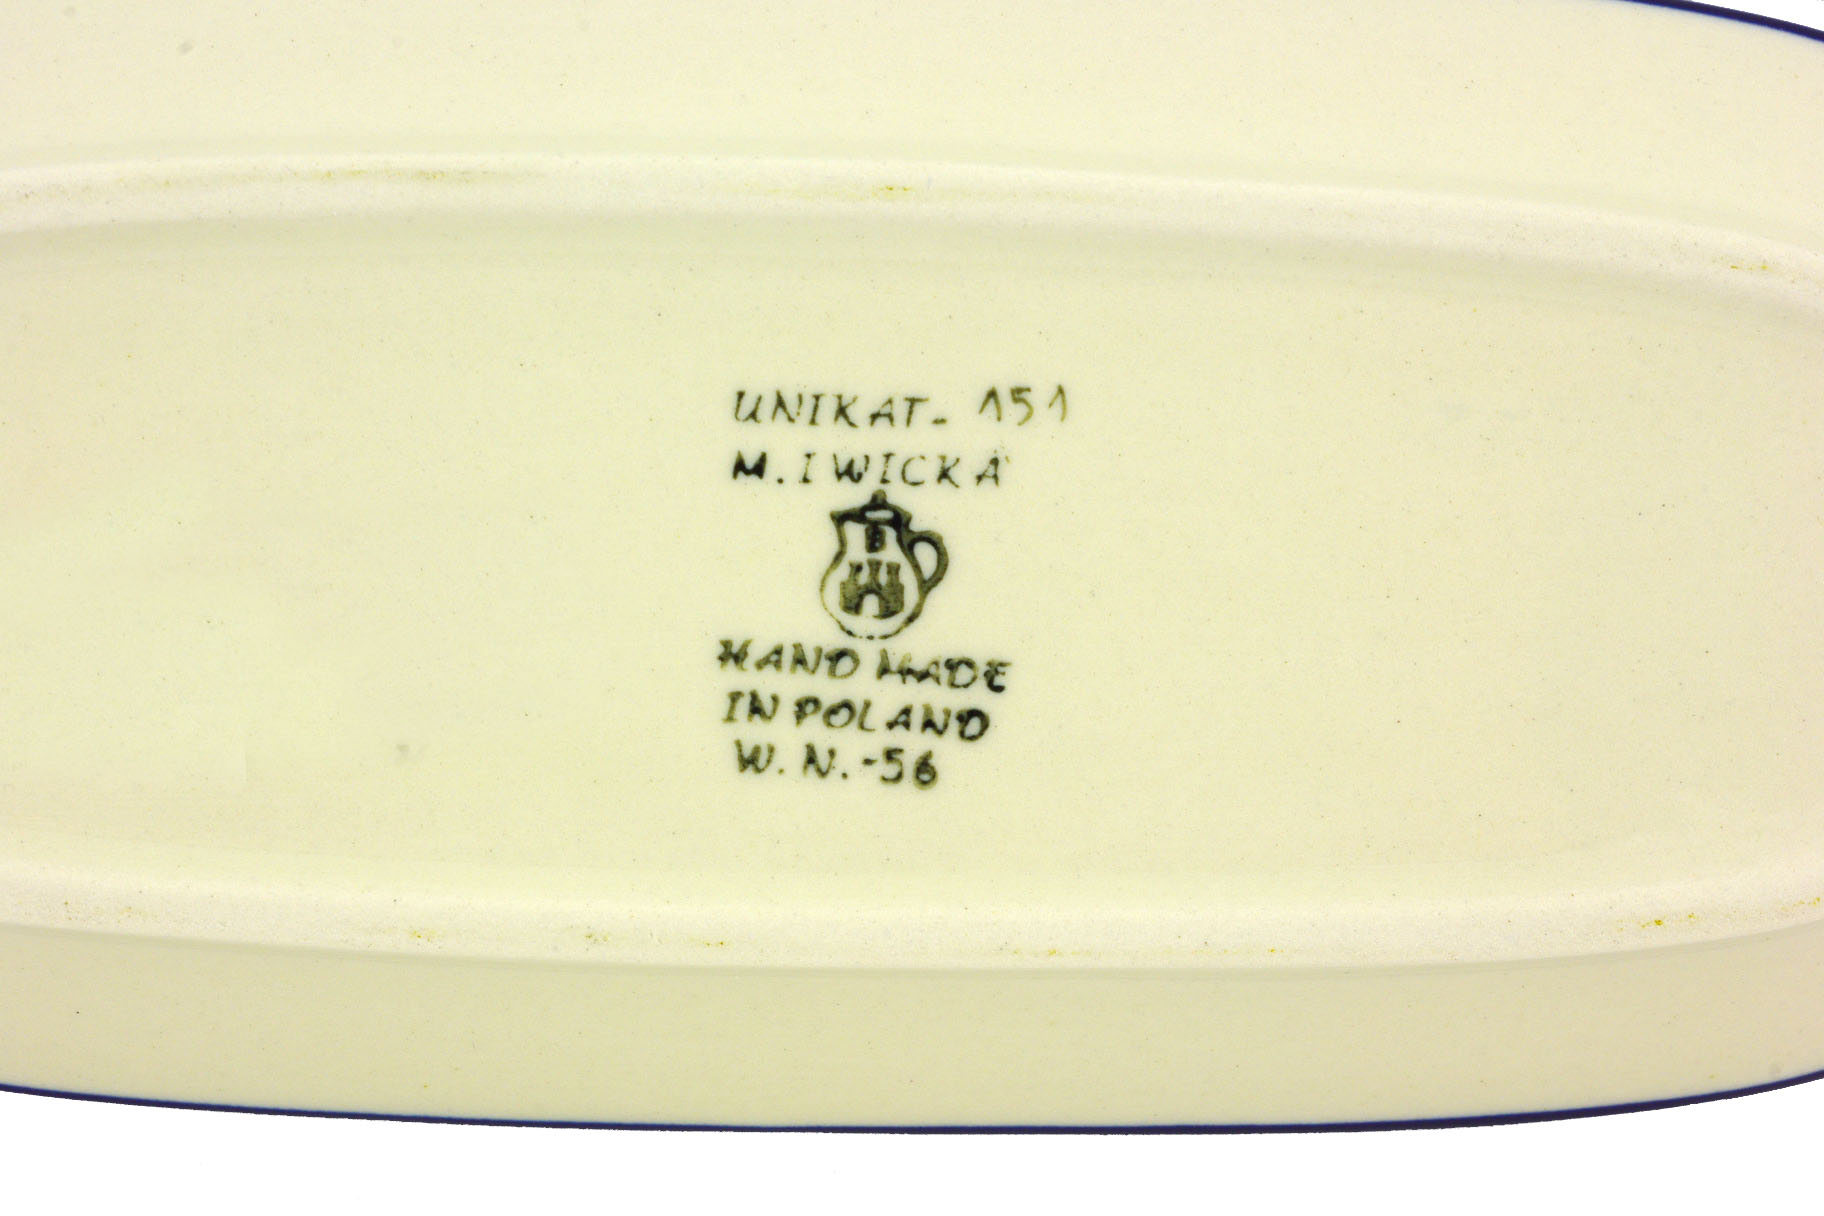 UNIKAT- 151
M. IWICKA
B
HAND MADE
IN POLAND
W.N.-56